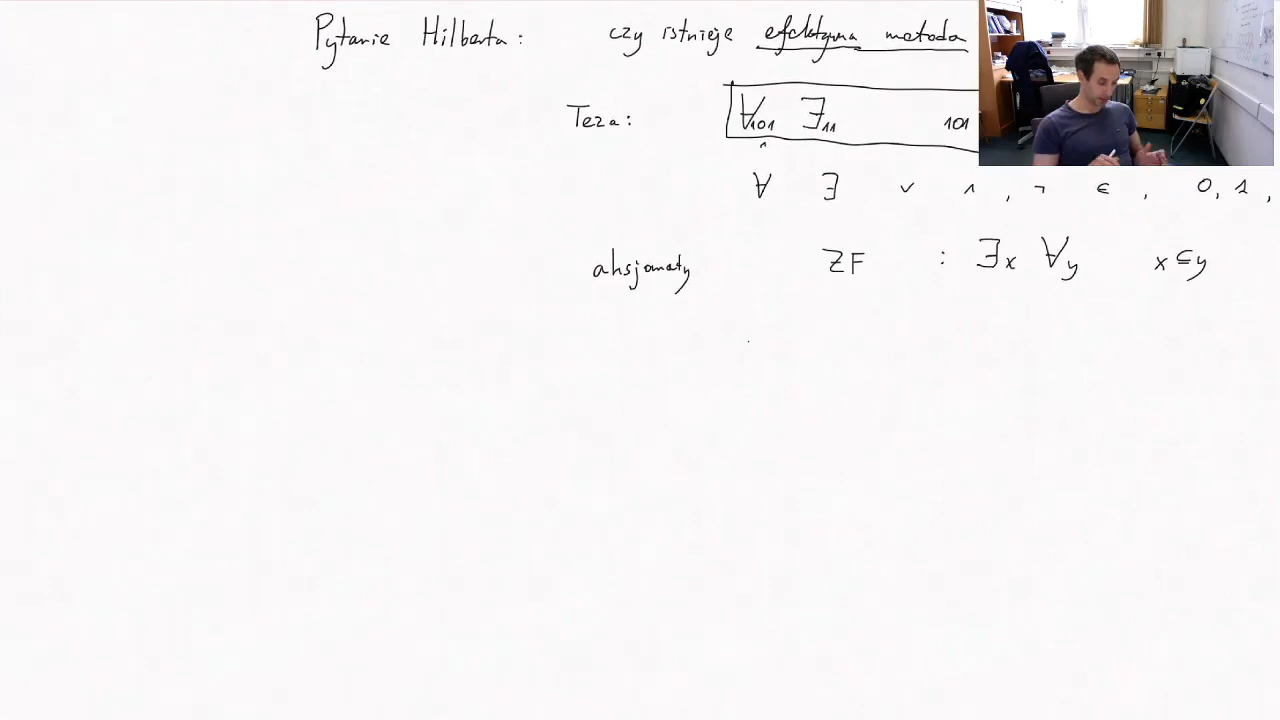 Pytanie Hilberta: czy istnieje efektywna metoda
Teza: ∀101 ∃11 101
∀ ∃ ∨ ∧ , ¬ ∈ , 0, 1,
aksjomaty ZF : ∃x ∀y x⊆y